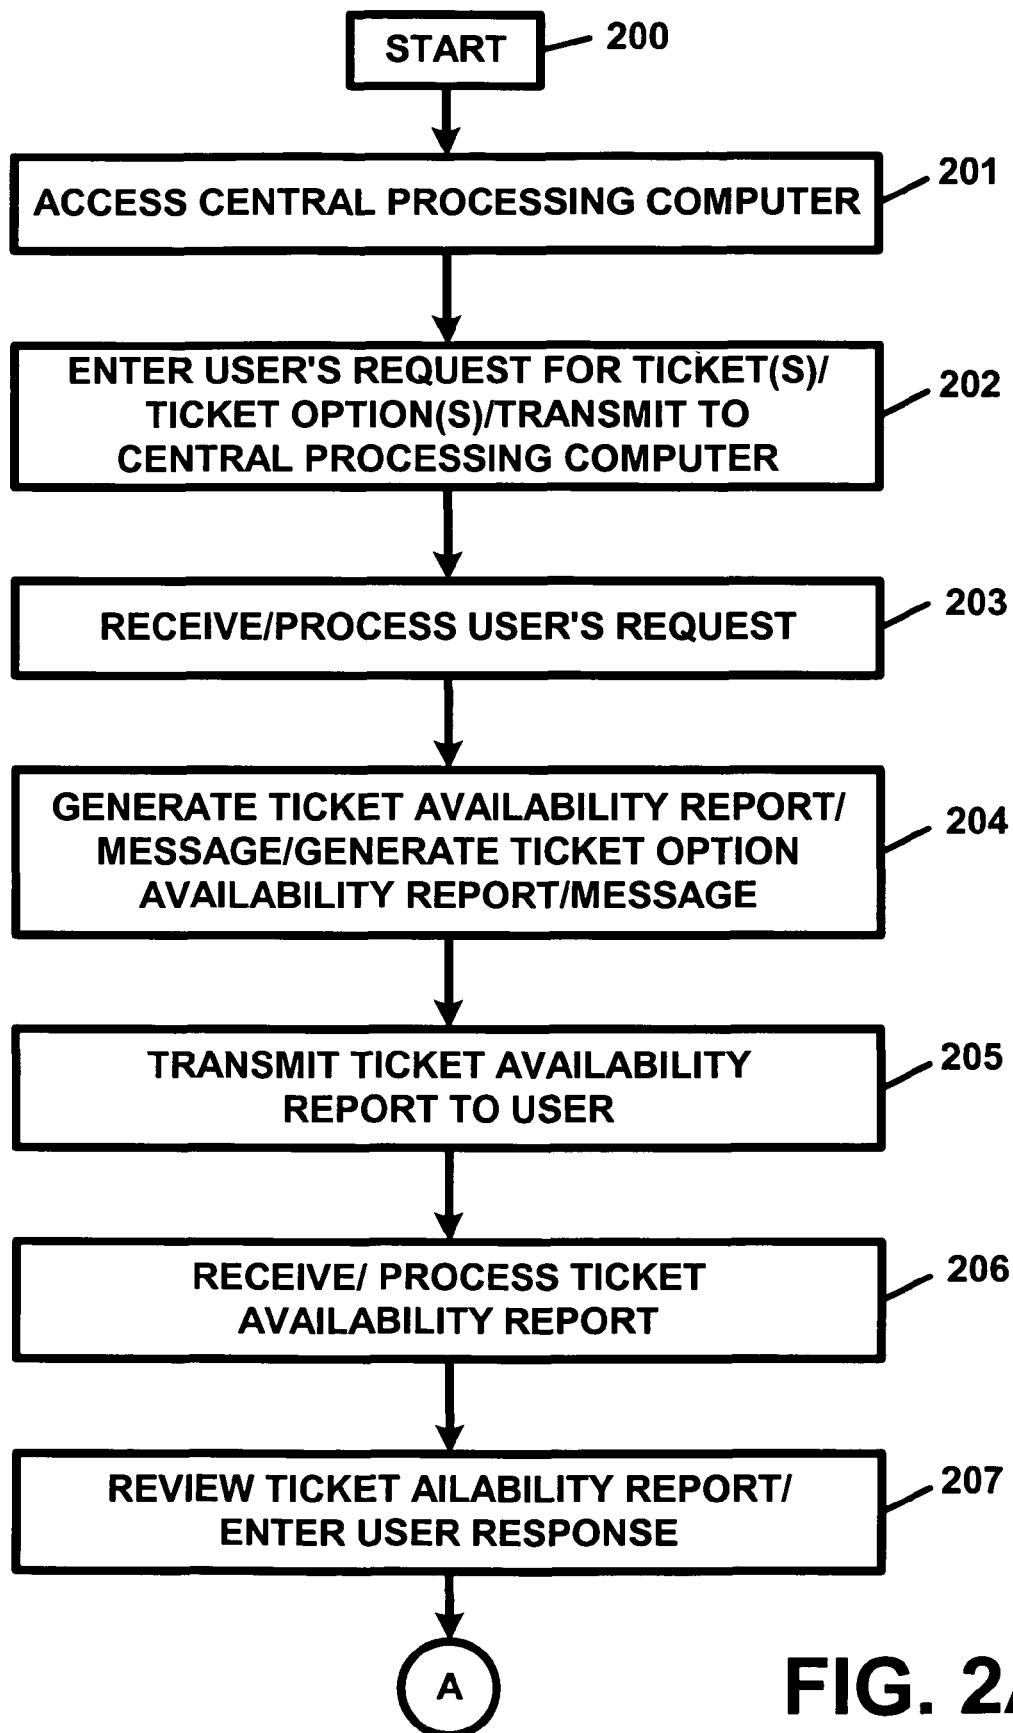 START
200
ACCESS CENTRAL PROCESSING COMPUTER
201
ENTER USER'S REQUEST FOR TICKET(S)/
TICKET OPTION(S)/TRANSMIT TO
CENTRAL PROCESSING COMPUTER
202
RECEIVE/PROCESS USER'S REQUEST
203
GENERATE TICKET AVAILABILITY REPORT/
MESSAGE/GENERATE TICKET OPTION
AVAILABILITY REPORT/MESSAGE
204
TRANSMIT TICKET AVAILABILITY
REPORT TO USER
205
RECEIVE/ PROCESS TICKET
AVAILABILITY REPORT
206
REVIEW TICKET AILABILITY REPORT/
ENTER USER RESPONSE
207
A
FIG. 2A